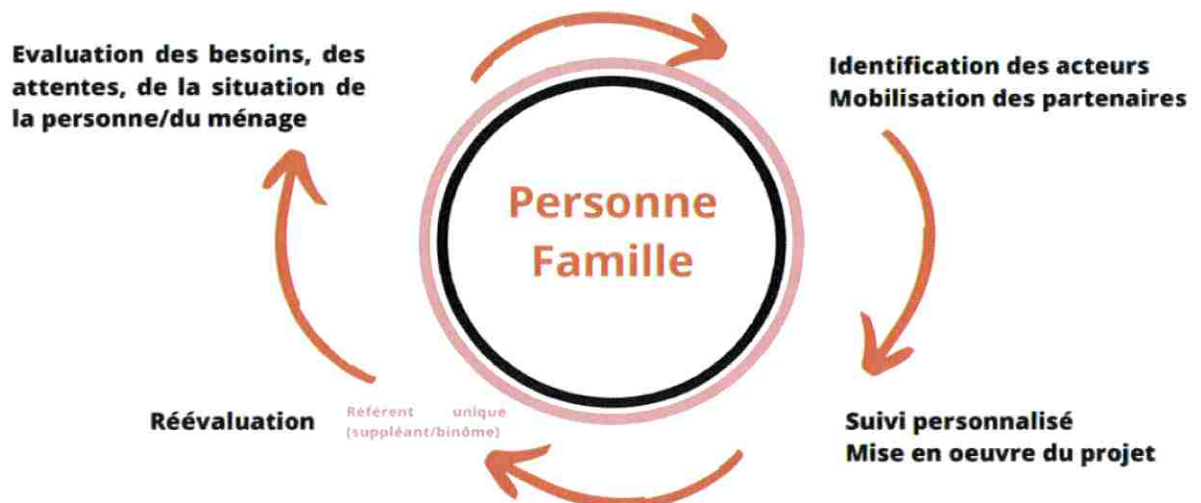 Evaluation des besoins, des
attentes, de la situation de
la personne/du ménage
Identification des acteurs
Mobilisation des partenaires
Personne
Famille
Réévaluation
Référent unique
(suppléant/binôme)
Suivi personnalisé
Mise en oeuvre du projet